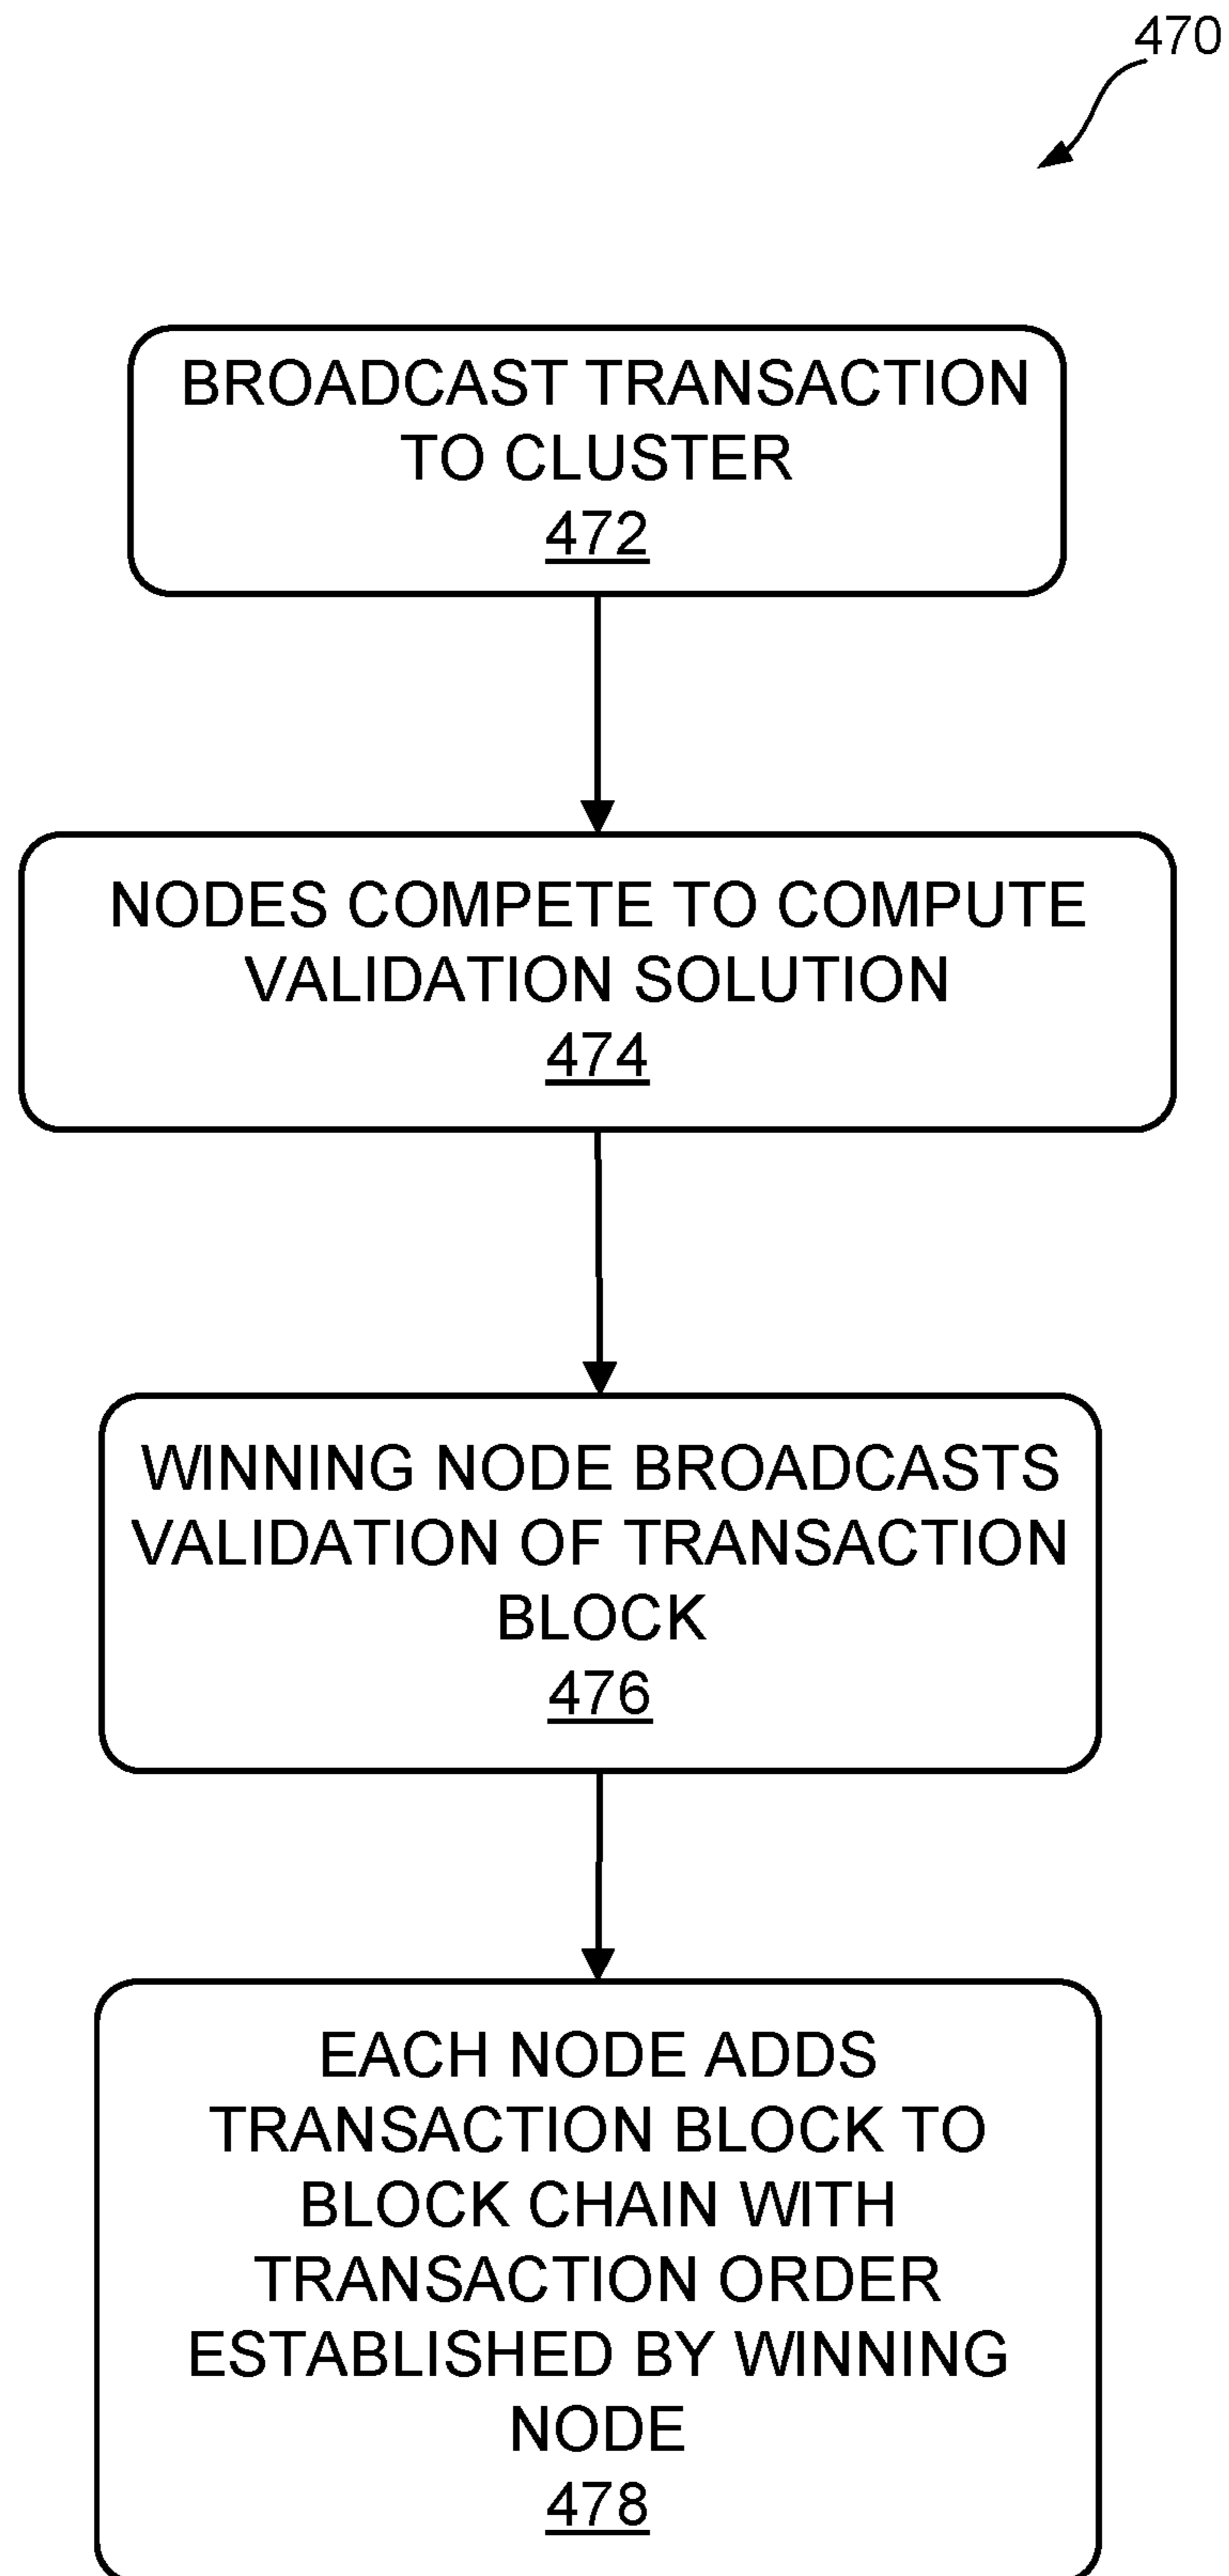 470
BROADCAST TRANSACTION
TO CLUSTER
472
NODES COMPETE TO COMPUTE
VALIDATION SOLUTION
474
WINNING NODE BROADCASTS
VALIDATION OF TRANSACTION
BLOCK
476
EACH NODE ADDS
TRANSACTION BLOCK TO
BLOCK CHAIN WITH
TRANSACTION ORDER
ESTABLISHED BY WINNING
NODE
478